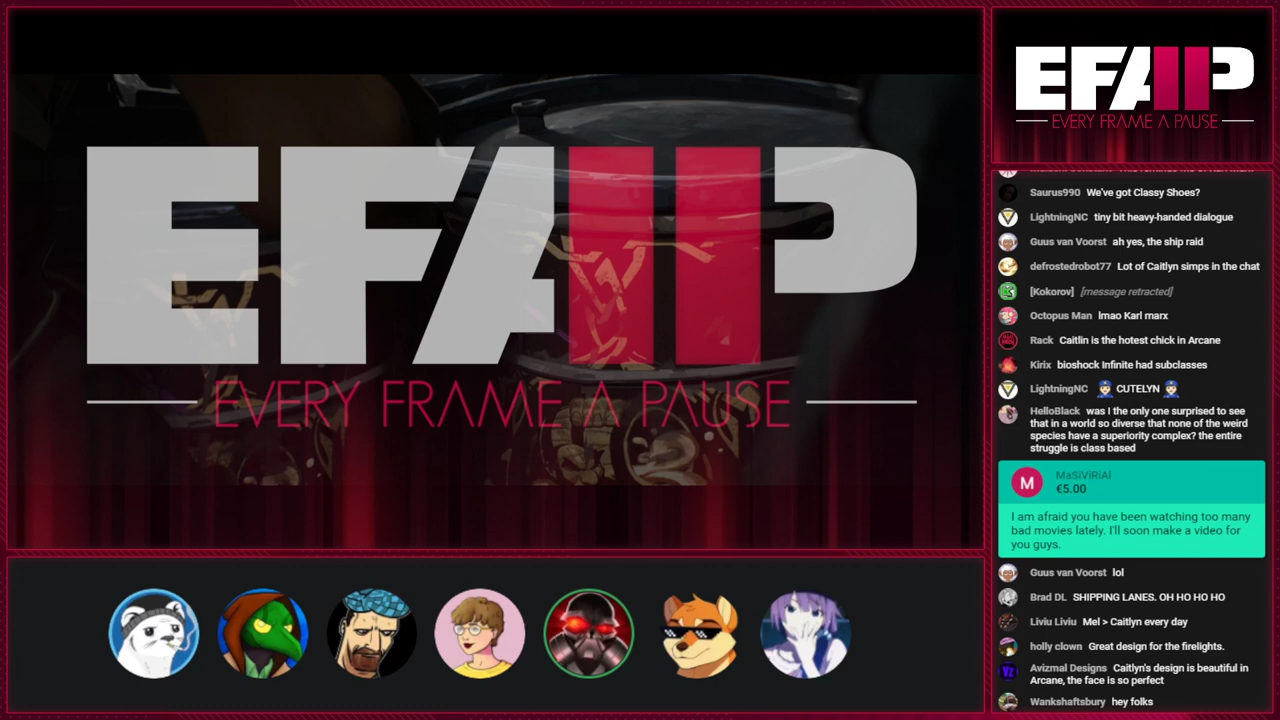 EFAP
EVERY FRAME A PAUSE
EFAP
EVERY FRAME A PAUSE
Saurus990 We've got Classy Shoes?
LightningNC tiny bit heavy-handed dialogue
Guus van Voorst ah yes, the ship raid
defrostedrobot77 Lot of Caitlyn simps in the chat
[Kokorov] [message retracted]
Octopus Man lmao Karl marx
Rack Caitlin is the hottest chick in Arcane
Kirix bioshock Infinite had subclasses
LightningNC 👮 CUTELYN 👮
HelloBlack was I the only one surprised to see
that in a world so diverse that none of the weird
species have a superiority complex? the entire
struggle is class based
M
MaSiViRiAl
€5.00
I am afraid you have been watching too many
bad movies lately. I'll soon make a video for
you guys.
Guus van Voorst lol
Brad DL SHIPPING LANES. OH HO HO HO
Liviu Liviu Mel > Caitlyn every day
holly clown Great design for the firelights.
Avizmal Designs Caitlyn's design is beautiful in
Arcane, the face is so perfect
Wankshaftsbury hey folks